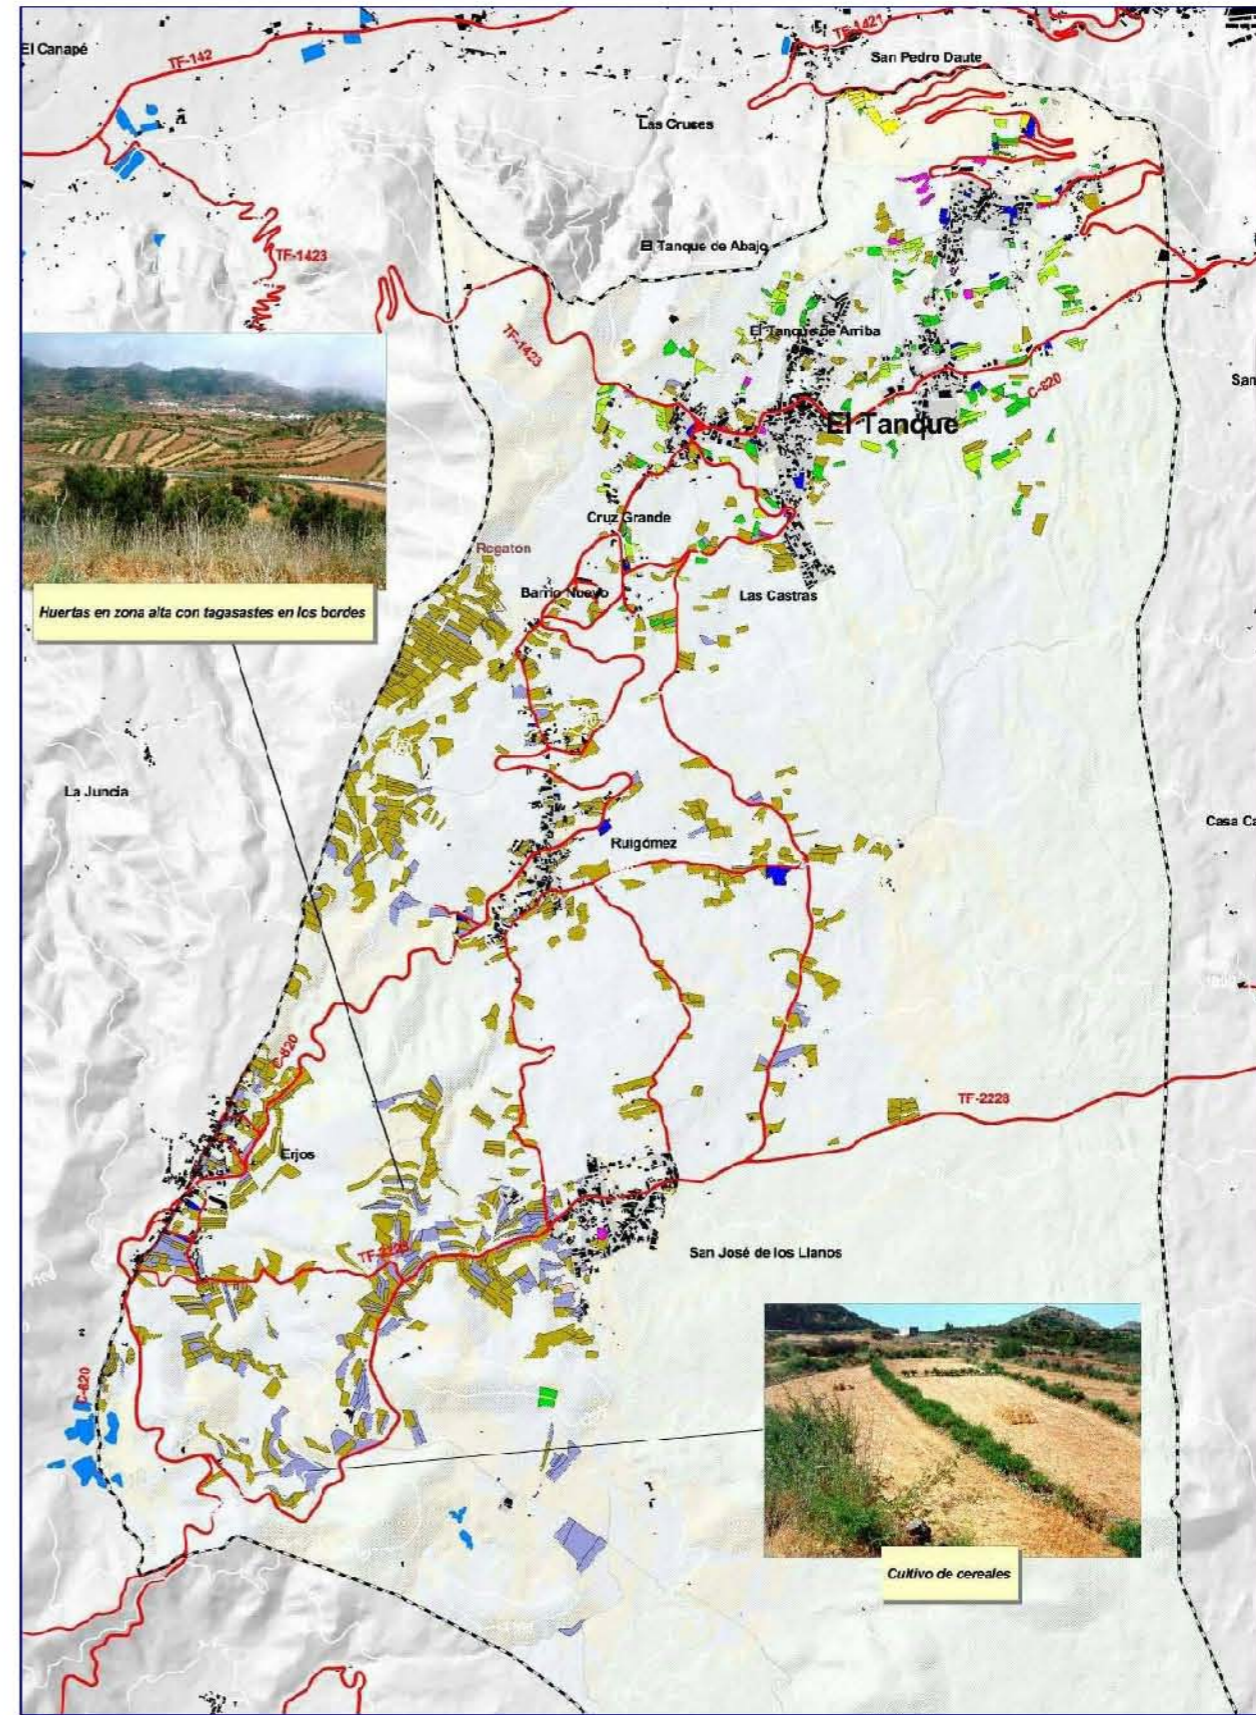 TF-1421
El Canapé
TF-142
San Pedro Daute
Las Cruces
El Tanque de Abajo
TF-1423
TF-1423
El Tanque de Arriba
C-820
San
El Tanque
Cruz Grande
Rogaton
Barrio Nuevo
Las Castras
Huertas en zona alta con tagasastes en los bordes
La Juncia
Casa Ca
Ruigómez
C-820
TF-2228
Erjos
TF-2228
San José de los Llanos
C-820
Cultivo de cereales